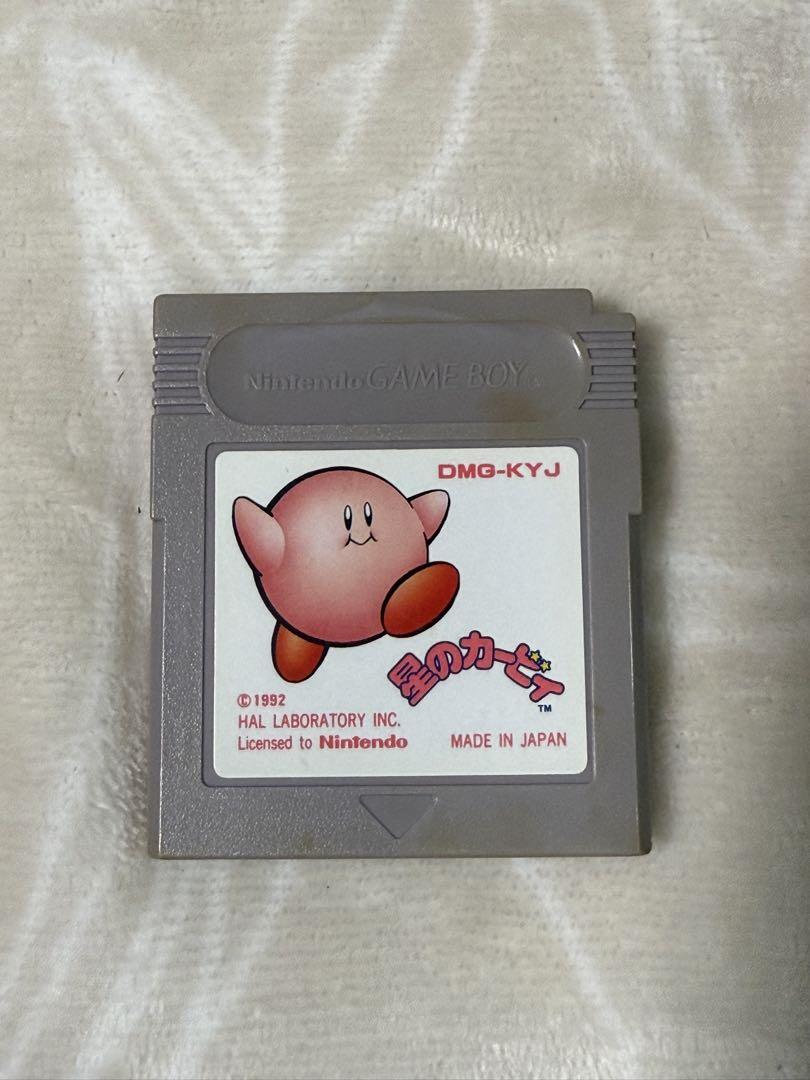 Nintendo GAME BOY
DMG-KYJ
星のカービィ
TM
© 1992
HAL LABORATORY INC.
Licensed to Nintendo
MADE IN JAPAN